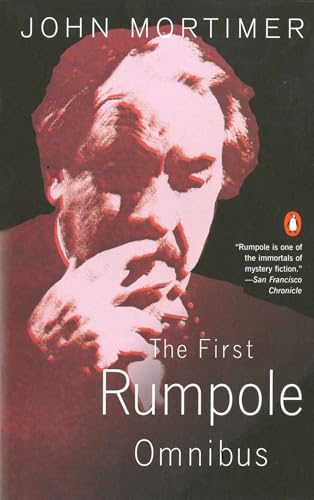 JOHN MORTIMER
“Rumpole is one of
the immortals of
mystery fiction.”
—San Francisco
Chronicle
The First
Rumpole
Omnibus